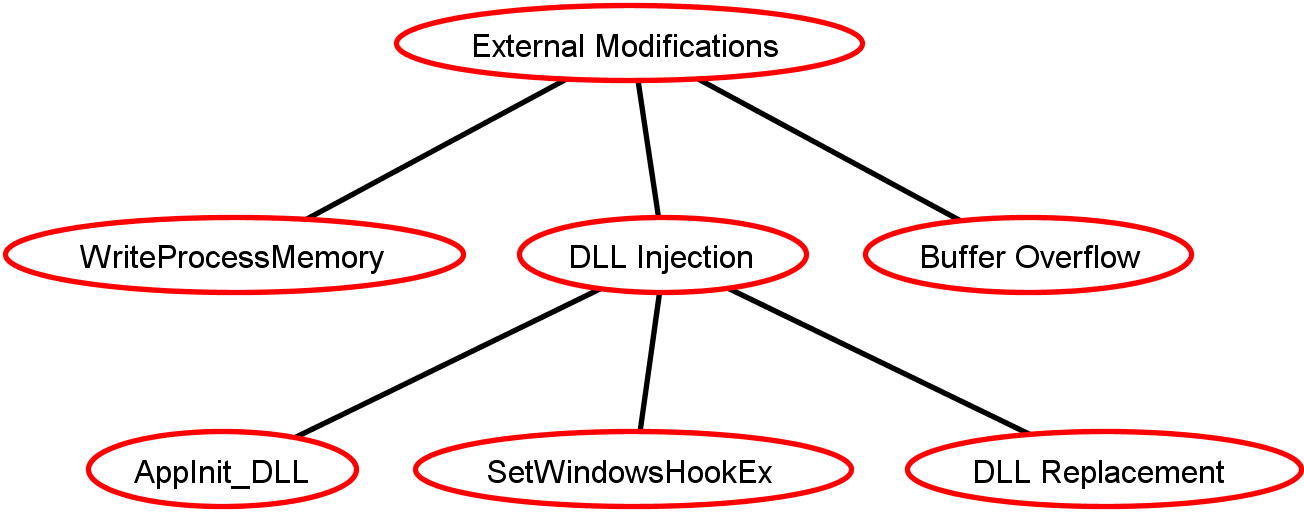 External Modifications
WriteProcessMemory
DLL Injection
Buffer Overflow
AppInit_DLL
SetWindowsHookEx
DLL Replacement